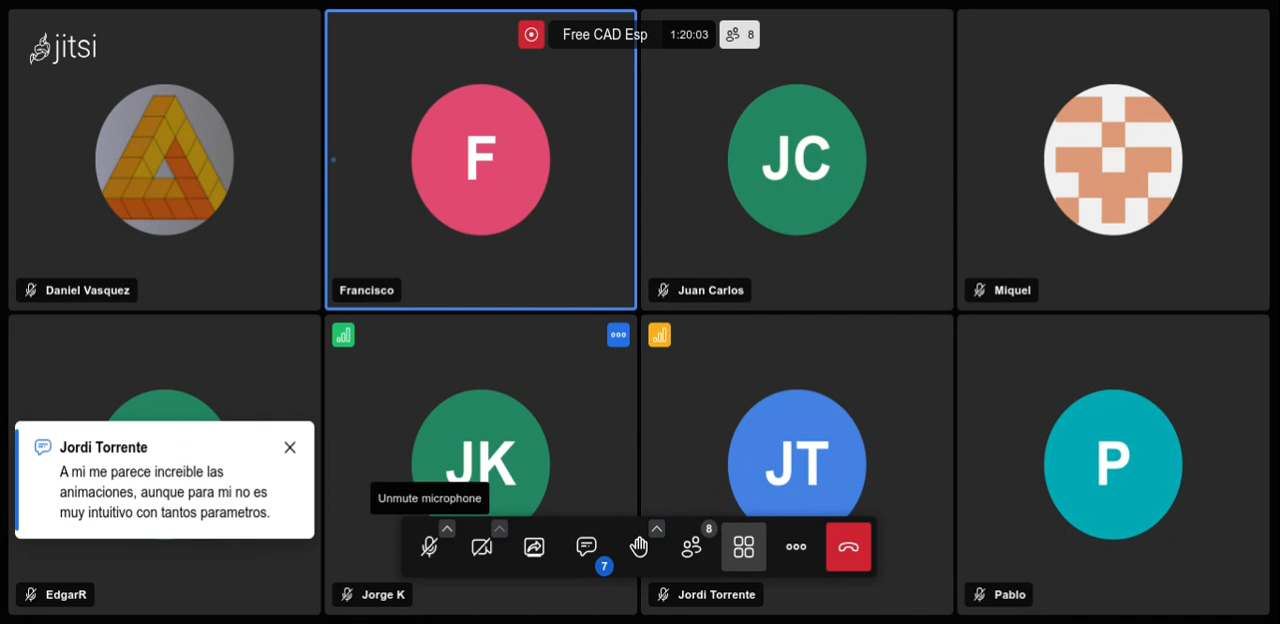 jitsi
Free CAD Esp
1:20:03
8
F
JC
Daniel Vasquez
Francisco
Juan Carlos
Miquel
Jordi Torrente
A mi me parece increible las
animaciones, aunque para mi no es
muy intuitivo con tantos parametros.
JK
JT
P
Unmute microphone
8
7
EdgarR
Jorge K
Jordi Torrente
Pablo